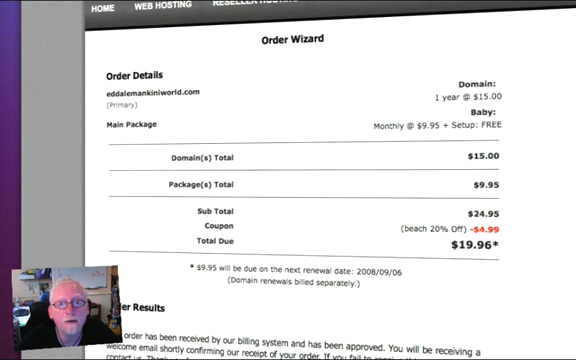 HOME WEB HOSTING RESELLER HOSTING
Order Wizard
Order Details
eddalemankiniworld.com
(Primary)
Domain:
1 year @ $15.00
Main Package
Baby:
Monthly @ $9.95 + Setup: FREE
Domain(s) Total $15.00
Package(s) Total $9.95
Sub Total $24.95
Coupon (beach 20% Off) -$4.99
Total Due $19.96*
* $9.95 will be due on the next renewal date: 2008/09/06
(Domain renewals billed separately.)
er Results
order has been received by our billing system and has been approved. You will be receiving a
welcome email shortly confirming our receipt of your order. If you fail to